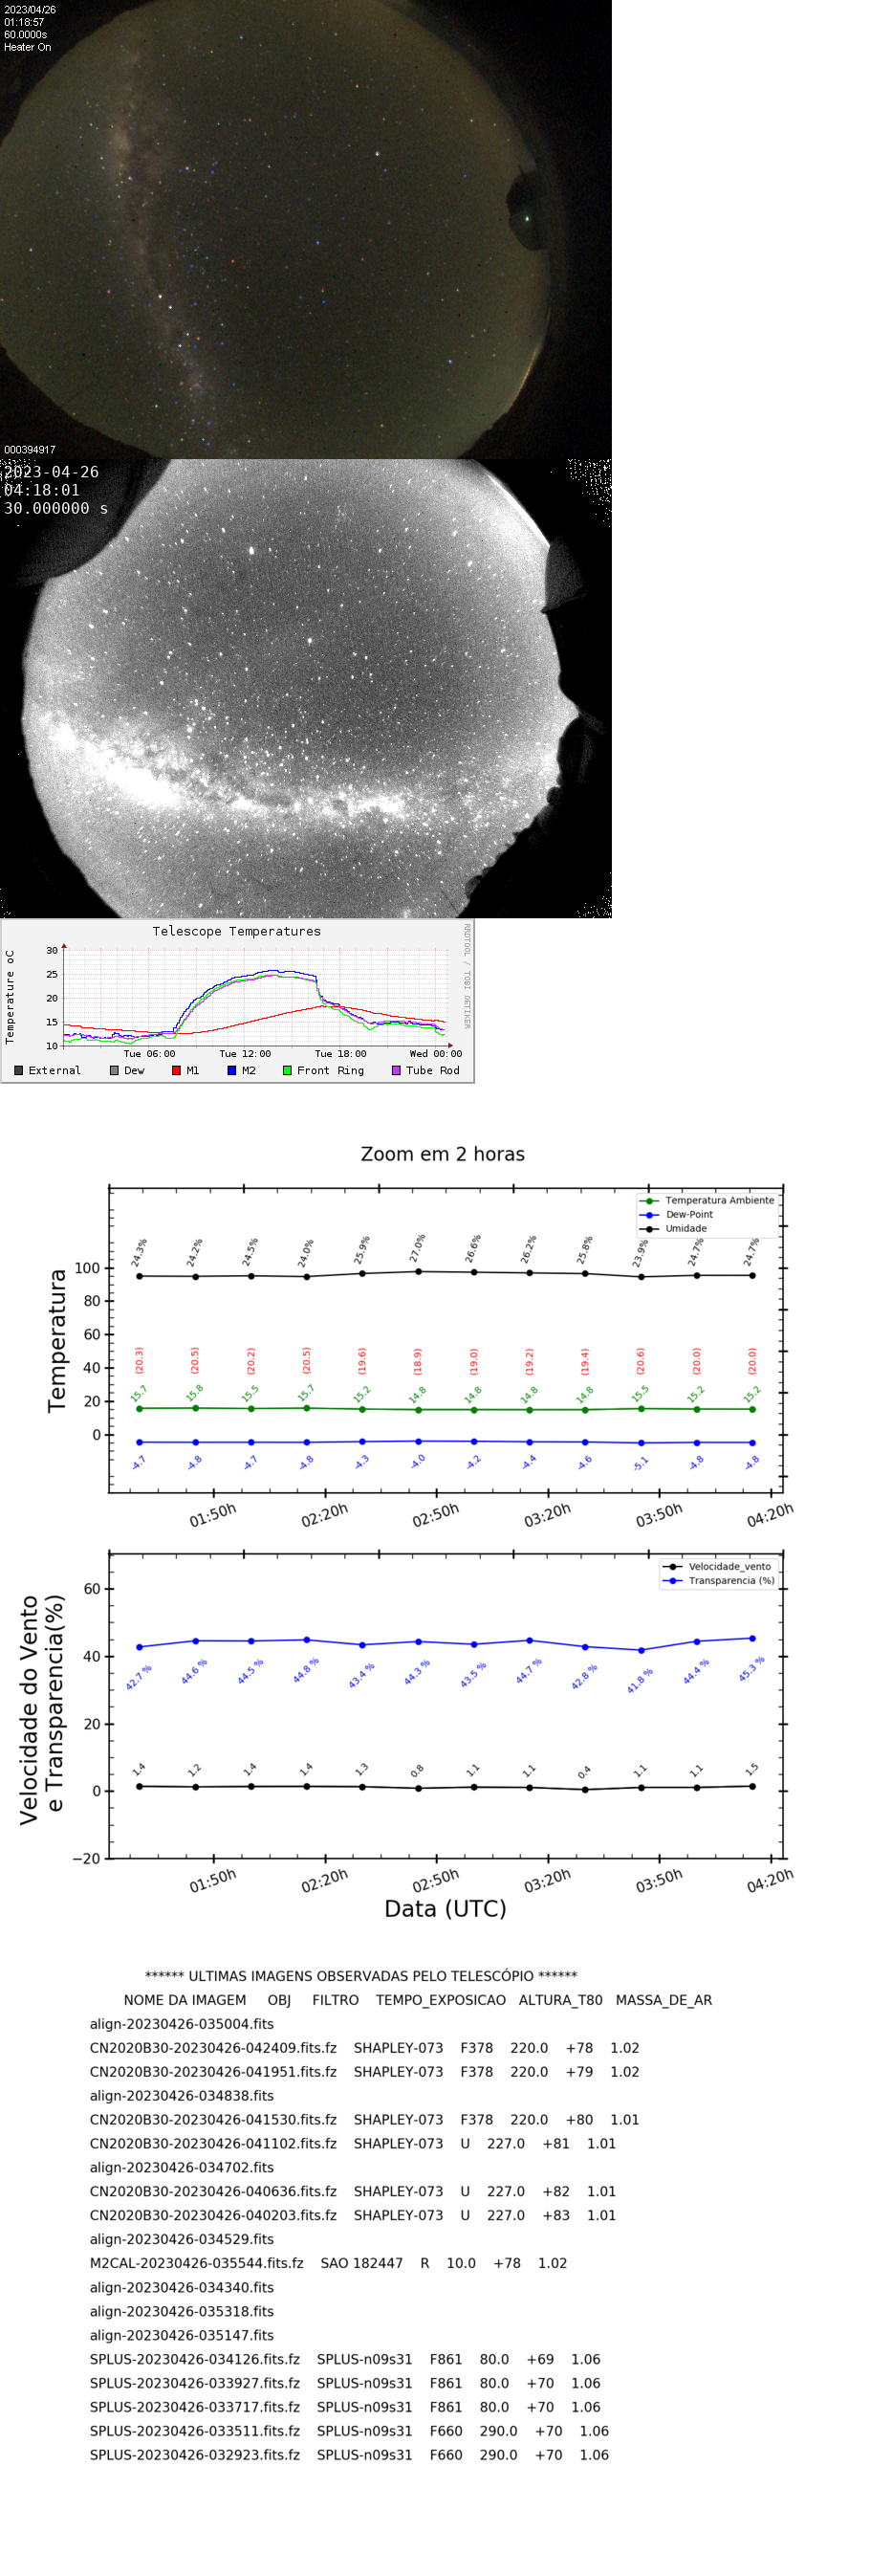 2023/04/26
01:18:57
60.0000s
Heater On
000394917
2023-04-26
04:18:01
30.000000 s
Telescope Temperatures
RRDTOOL / TOBI OETIKER
Temperature oC
30
25
20
15
10
Tue 06:00 Tue 12:00 Tue 18:00 Wed 00:00
External Dew M1 M2 Front Ring Tube Rod
Zoom em 2 horas
Temperatura Ambiente
Dew-Point
Umidade
24.3% 24.2% 24.5% 24.0% 25.9% 27.0% 26.6% 26.2% 25.8% 23.9% 24.7% 24.7%
Temperatura
100
80
60
40
20
0
(20.3) (20.5) (20.2) (20.5) (19.6) (18.9) (19.0) (19.2) (19.4) (20.6) (20.0) (20.0)
15.7 15.8 15.5 15.7 15.2 14.8 14.8 14.8 14.8 15.5 15.2 15.2
-4.7 -4.8 -4.7 -4.8 -4.3 -4.0 -4.2 -4.4 -4.6 -5.1 -4.8 -4.8
01:50h 02:20h 02:50h 03:20h 03:50h 04:20h
Velocidade_vento
Transparencia (%)
Velocidade do Vento
e Transparencia(%)
60
40
20
0
−20
42.7 % 44.6 % 44.5 % 44.8 % 43.4 % 44.3 % 43.5 % 44.7 % 42.8 % 41.8 % 44.4 % 45.3 %
1.4 1.2 1.4 1.4 1.3 0.8 1.1 1.1 0.4 1.1 1.1 1.5
01:50h 02:20h 02:50h 03:20h 03:50h 04:20h
Data (UTC)
****** ULTIMAS IMAGENS OBSERVADAS PELO TELESCÓPIO ******
NOME DA IMAGEM OBJ FILTRO TEMPO_EXPOSICAO ALTURA_T80 MASSA_DE_AR
align-20230426-035004.fits
CN2020B30-20230426-042409.fits.fz SHAPLEY-073 F378 220.0 +78 1.02
CN2020B30-20230426-041951.fits.fz SHAPLEY-073 F378 220.0 +79 1.02
align-20230426-034838.fits
CN2020B30-20230426-041530.fits.fz SHAPLEY-073 F378 220.0 +80 1.01
CN2020B30-20230426-041102.fits.fz SHAPLEY-073 U 227.0 +81 1.01
align-20230426-034702.fits
CN2020B30-20230426-040636.fits.fz SHAPLEY-073 U 227.0 +82 1.01
CN2020B30-20230426-040203.fits.fz SHAPLEY-073 U 227.0 +83 1.01
align-20230426-034529.fits
M2CAL-20230426-035544.fits.fz SAO 182447 R 10.0 +78 1.02
align-20230426-034340.fits
align-20230426-035318.fits
align-20230426-035147.fits
SPLUS-20230426-034126.fits.fz SPLUS-n09s31 F861 80.0 +69 1.06
SPLUS-20230426-033927.fits.fz SPLUS-n09s31 F861 80.0 +70 1.06
SPLUS-20230426-033717.fits.fz SPLUS-n09s31 F861 80.0 +70 1.06
SPLUS-20230426-033511.fits.fz SPLUS-n09s31 F660 290.0 +70 1.06
SPLUS-20230426-032923.fits.fz SPLUS-n09s31 F660 290.0 +70 1.06